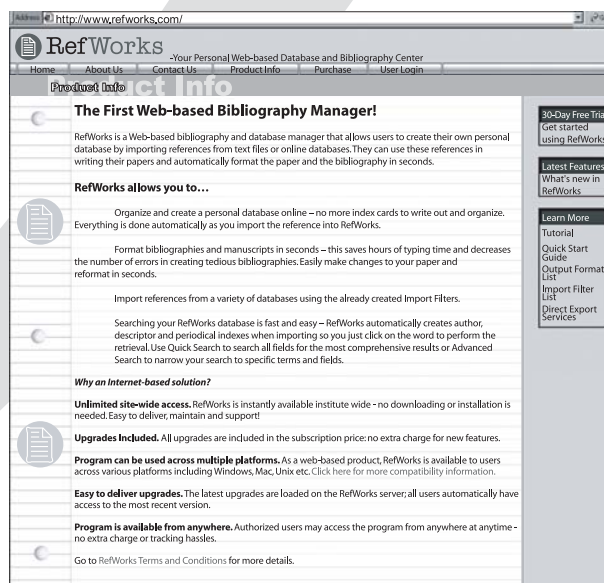 Address http://www.refworks.com/
RefWorks -Your Personal Web-based Database and Bibliography Center
Home About Us Contact Us Product Info Purchase User Login
Product Info
Product Info
The First Web-based Bibliography Manager!
RefWorks is a Web-based bibliography and database manager that allows users to create their own personal
database by importing references from text files or online databases. They can use these references in
writing their papers and automatically format the paper and the bibliography in seconds.
RefWorks allows you to…
Organize and create a personal database online – no more index cards to write out and organize.
Everything is done automatically as you import the reference into RefWorks.
Format bibliographies and manuscripts in seconds – this saves hours of typing time and decreases
the number of errors in creating tedious bibliographies. Easily make changes to your paper and
reformat in seconds.
Import references from a variety of databases using the already created Import Filters.
Searching your RefWorks database is fast and easy – RefWorks automatically creates author,
descriptor and periodical indexes when importing so you just click on the word to perform the
retrieval. Use Quick Search to search all fields for the most comprehensive results or Advanced
Search to narrow your search to specific terms and fields.
Why an Internet-based solution?
Unlimited site-wide access. RefWorks is instantly available institute wide - no downloading or installation is
needed. Easy to deliver, maintain and support!
Upgrades Included. All upgrades are included in the subscription price: no extra charge for new features.
Program can be used across multiple platforms. As a web-based product, RefWorks is available to users
across various platforms including Windows, Mac, Unix etc. Click here for more compatibility information.
Easy to deliver upgrades. The latest upgrades are loaded on the RefWorks server; all users automatically have
access to the most recent version.
Program is available from anywhere. Authorized users may access the program from anywhere at anytime -
no extra charge or tracking hassles.
Go to RefWorks Terms and Conditions for more details.
30-Day Free Tria
Get started
using RefWorks
Latest Features
What's new in
RefWorks
Learn More
Tutorial
Quick Start
Guide
Output Format
List
Import Filter
List
Direct Export
Services